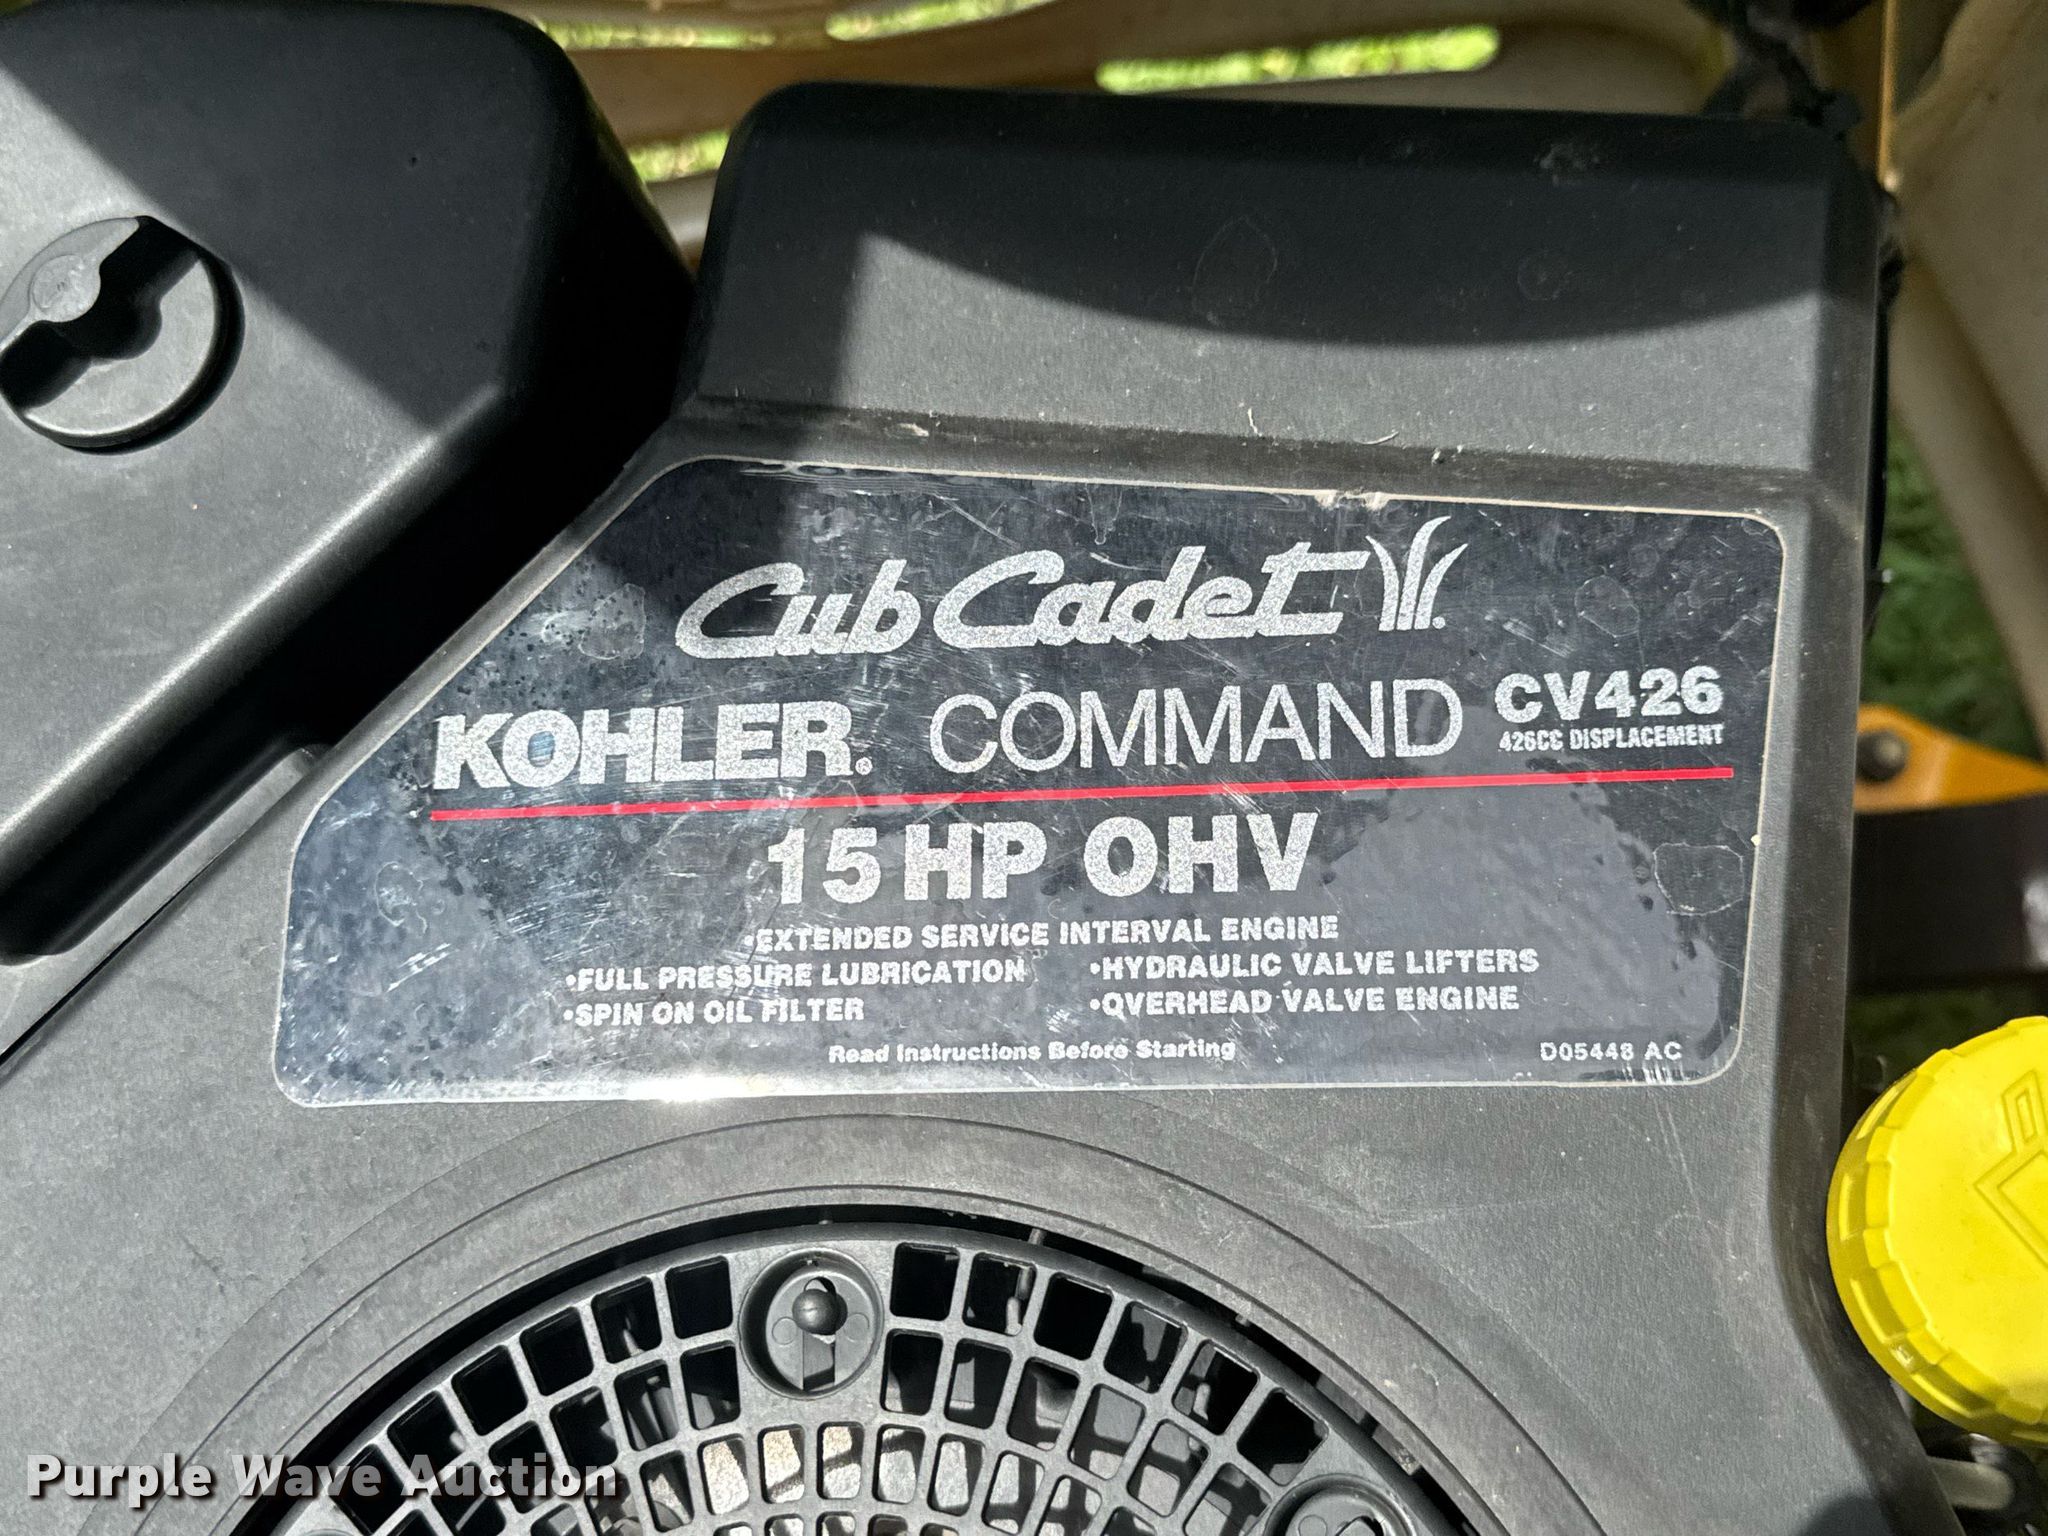 Cub Cadet
KOHLER® COMMAND CV426
426CC DISPLACEMENT
15 HP OHV
•EXTENDED SERVICE INTERVAL ENGINE
•FULL PRESSURE LUBRICATION •HYDRAULIC VALVE LIFTERS
•SPIN ON OIL FILTER •OVERHEAD VALVE ENGINE
Read Instructions Before Starting D05448 AC
Purple Wave Auction